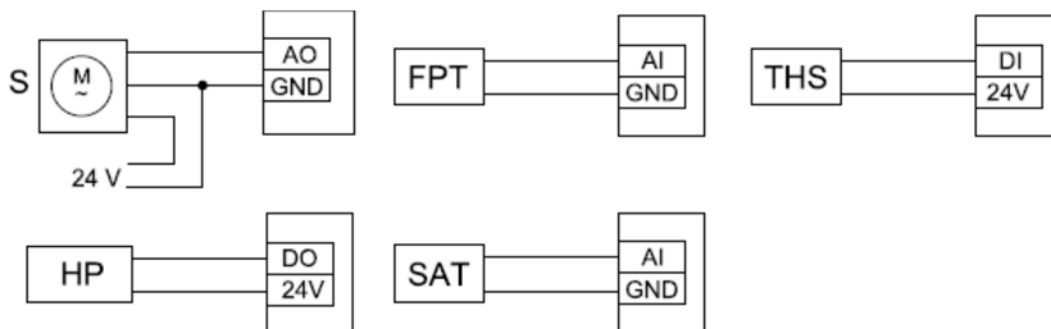 S
M
~
AO
GND
24 V
FPT
AI
GND
THS
DI
24V
HP
DO
24V
SAT
AI
GND